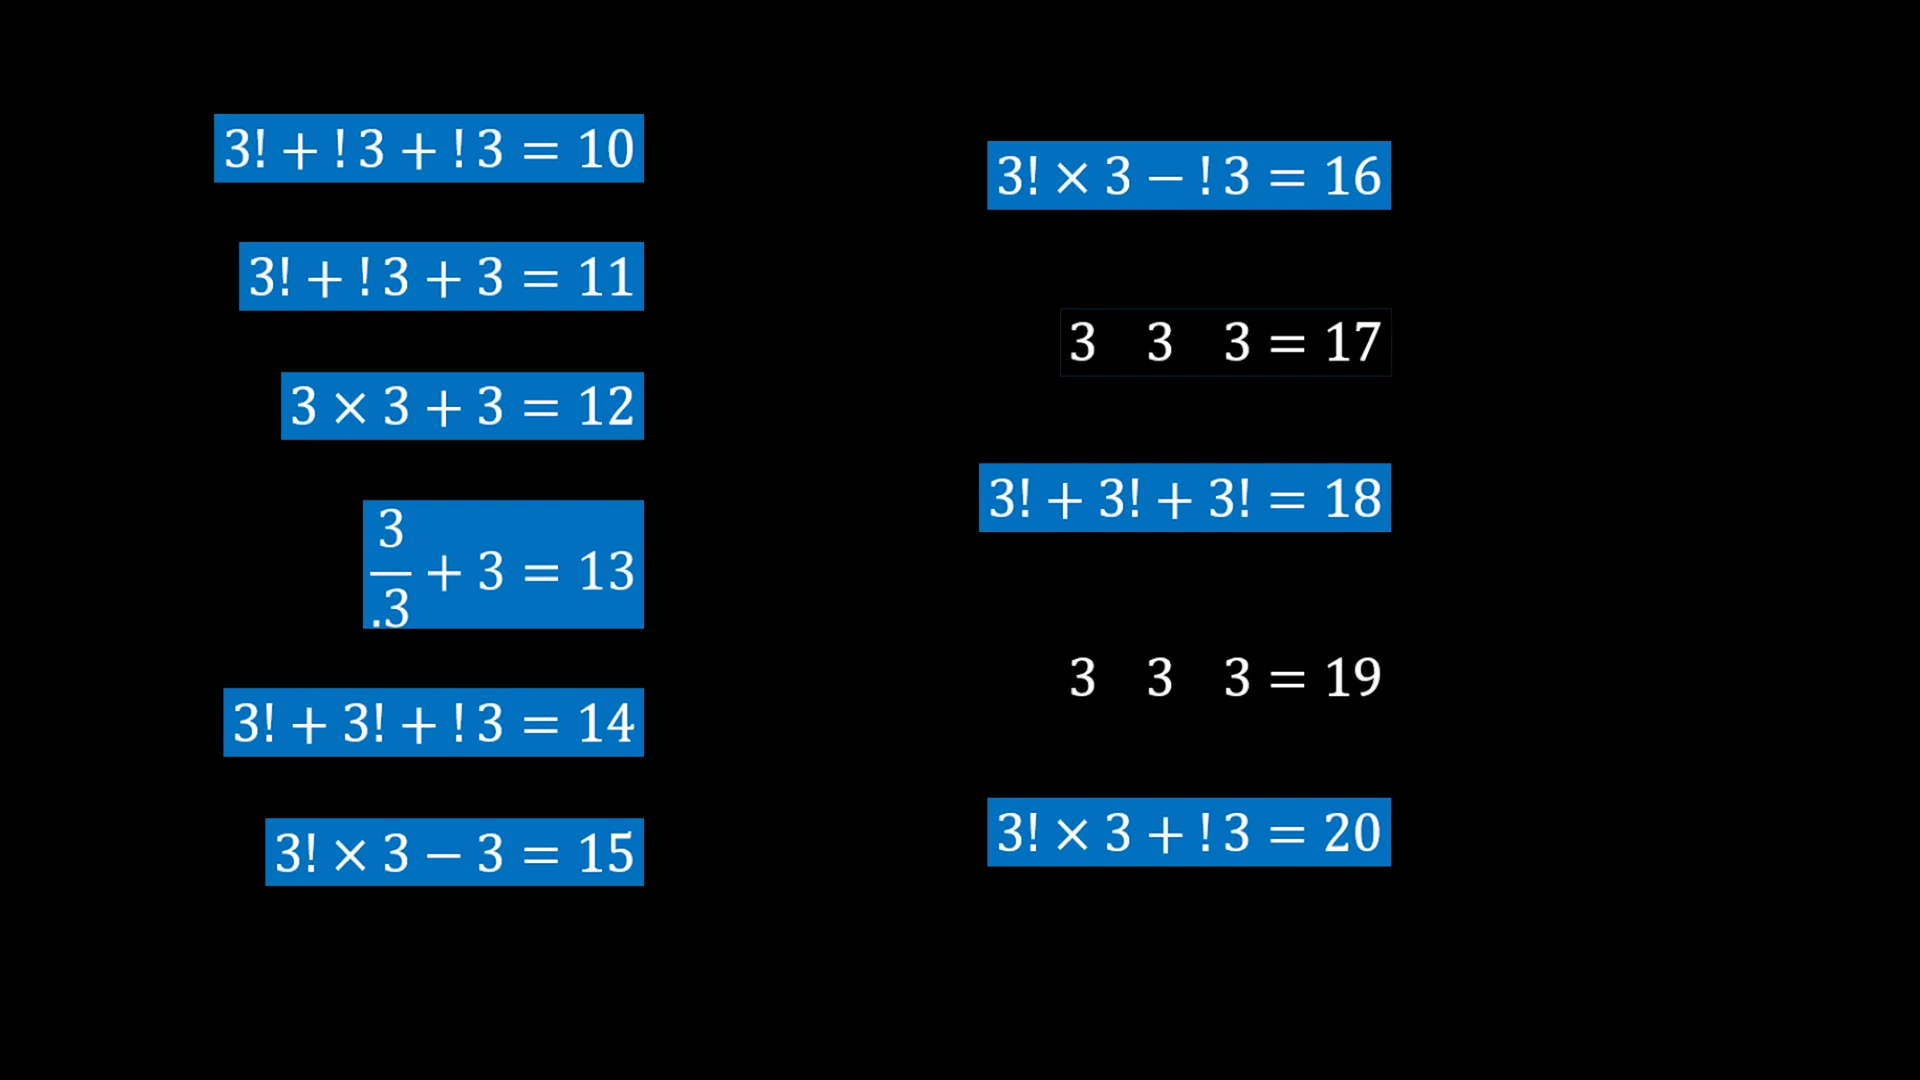 3! + !3 + !3 = 10
3! + !3 + 3 = 11
3 × 3 + 3 = 12
3
.3
+ 3 = 13
3! + 3! + !3 = 14
3! × 3 − 3 = 15
3! × 3 − !3 = 16
3 3 3 = 17
3! + 3! + 3! = 18
3 3 3 = 19
3! × 3 + !3 = 20